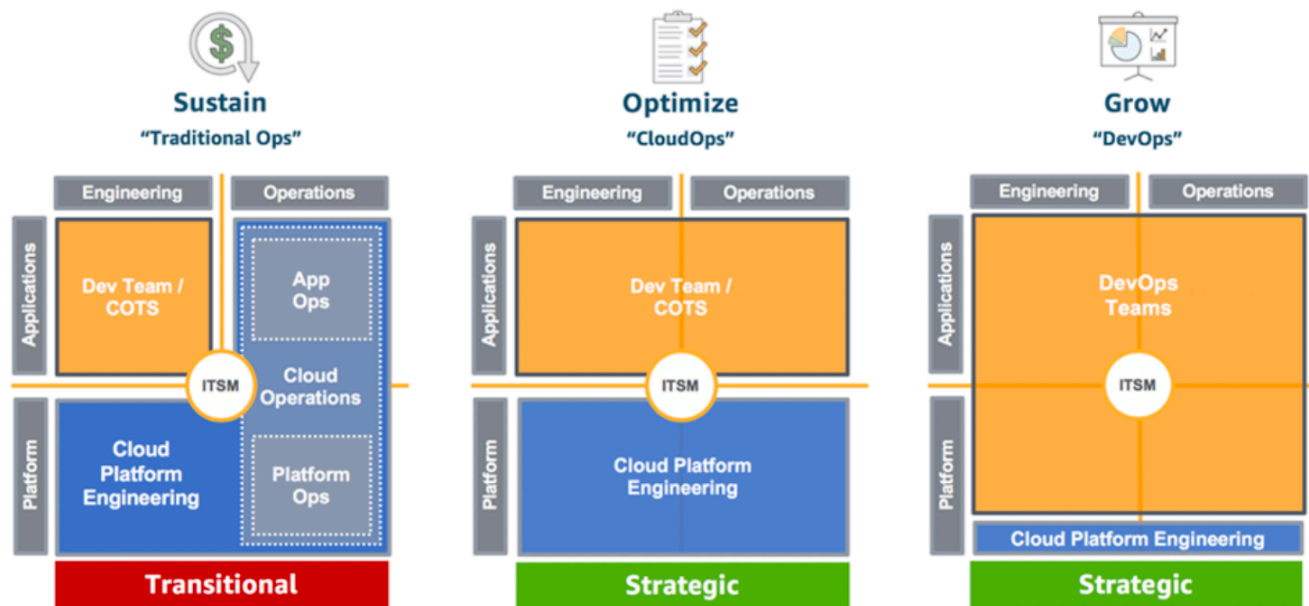 $
Sustain
“Traditional Ops”
Engineering
Operations
Applications
Dev Team /
COTS
App
Ops
ITSM
Cloud
Operations
Platform
Cloud
Platform
Engineering
Platform
Ops
Transitional
Optimize
“CloudOps”
Engineering
Operations
Applications
Dev Team /
COTS
ITSM
Platform
Cloud Platform
Engineering
Strategic
Grow
“DevOps”
Engineering
Operations
Applications
DevOps
Teams
ITSM
Platform
Cloud Platform Engineering
Strategic